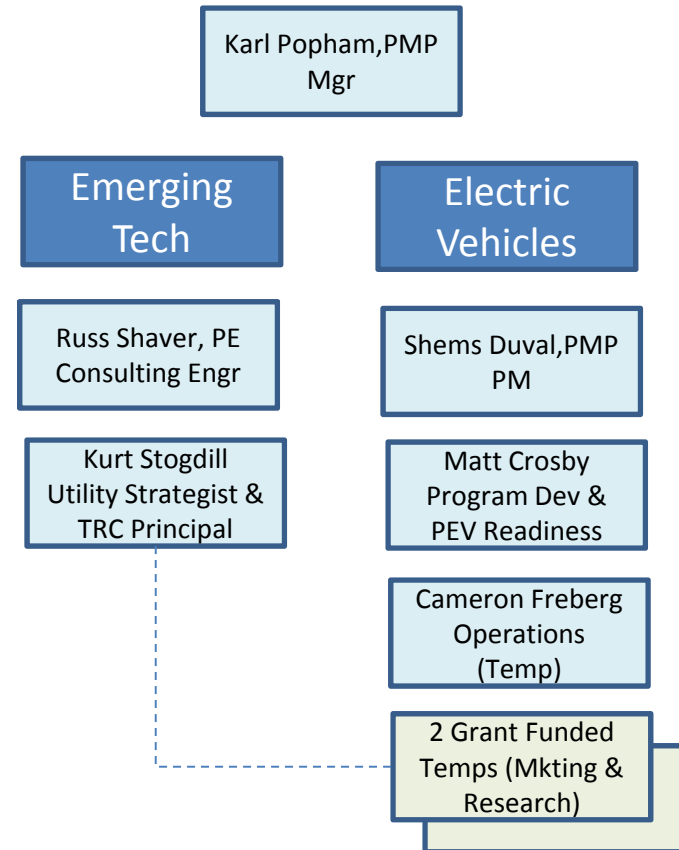 Karl Popham,PMP
Mgr
Emerging
Tech
Russ Shaver, PE
Consulting Engr
Kurt Stogdill
Utility Strategist &
TRC Principal
Electric
Vehicles
Shems Duval,PMP
PM
Matt Crosby
Program Dev &
PEV Readiness
Cameron Freberg
Operations
(Temp)
2 Grant Funded
Temps (Mkting &
Research)